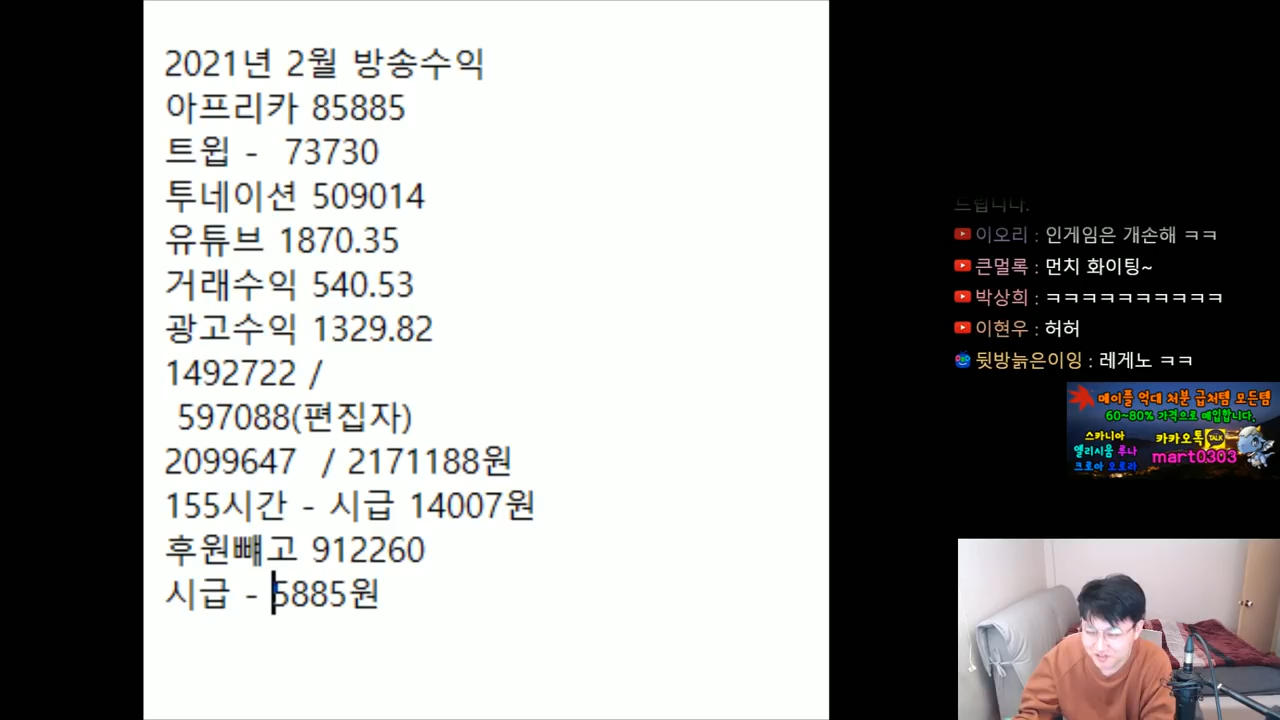 2021년 2월 방송수익
아프리카 85885
트윕 - 73730
투네이션 509014
유튜브 1870.35
거래수익 540.53
광고수익 1329.82
1492722 /
597088(편집자)
2099647 / 2171188원
155시간 - 시급 14007원
후원뺴고 912260
시급 - 5885원
드립니다.
이오리 : 인게임은 개손해 ㅋㅋ
큰멀록 : 먼치 화이팅~
박상희 : ㅋㅋㅋㅋㅋㅋㅋㅋㅋㅋ
이현우 : 허허
뒷방늙은이잉 : 레게노 ㅋㅋ
메이플 억대 처분 급처템 모든템
60~80% 가격으로 매입합니다.
스카니아 카카오톡 TALK
엘리시움 루나 mart0303
크로아 오로라